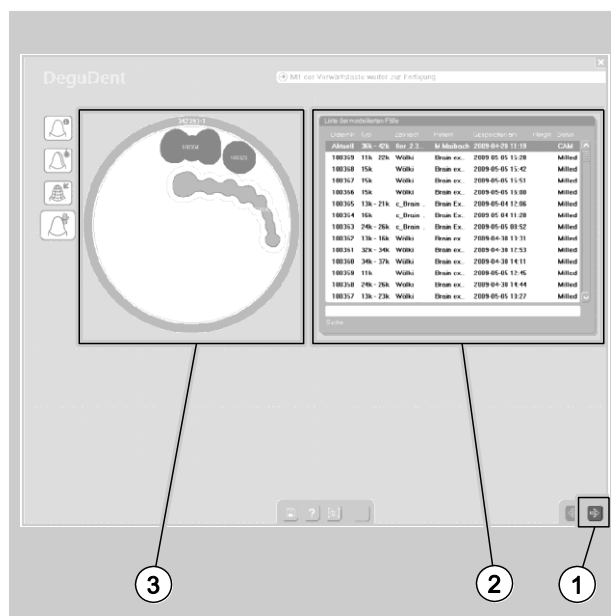 DeguDent
Mit der Vorwärtstaste weiter zur Fertigung
Liste der modellierten Fälle
Aktuell 36k - 42k M.Maibach 2009-04-28 11:19 CAM
100369 11k - 22k Wölki Brain ex.. 2009-05-05 15:28 Milled
100368 15k Wölki Brain ex.. 2009-05-05 15:42 Milled
100367 15k Wölki Brain ex.. 2009-05-05 15:51 Milled
100366 15k Wölki Brain ex.. 2009-05-05 15:00 Milled
100365 13k - 21k c_Brain . Brain Ex.. 2009-05-04 12:06 Milled
100364 16k c_Brain . Brain Ex.. 2009-05-04 11:28 Milled
100363 24k - 26k c_Brain . Brain Ex.. 2009-05-05 08:52 Milled
100362 13k - 16k Wölki Brain ex 2009-04-30 13:31 Milled
100361 32k - 34k Wölki Brain ex.. 2009-04-30 12:53 Milled
100360 34k - 37k Wölki Brain ex.. 2009-04-30 14:11 Milled
100359 11k Wölki Brain ex.. 2009-05-05 12:45 Milled
100358 24k - 26k Wölki Brain ex.. 2009-04-30 14:44 Milled
100357 13k - 23k Wölki Brain ex.. 2009-05-05 13:27 Milled
Suche
3
2
1